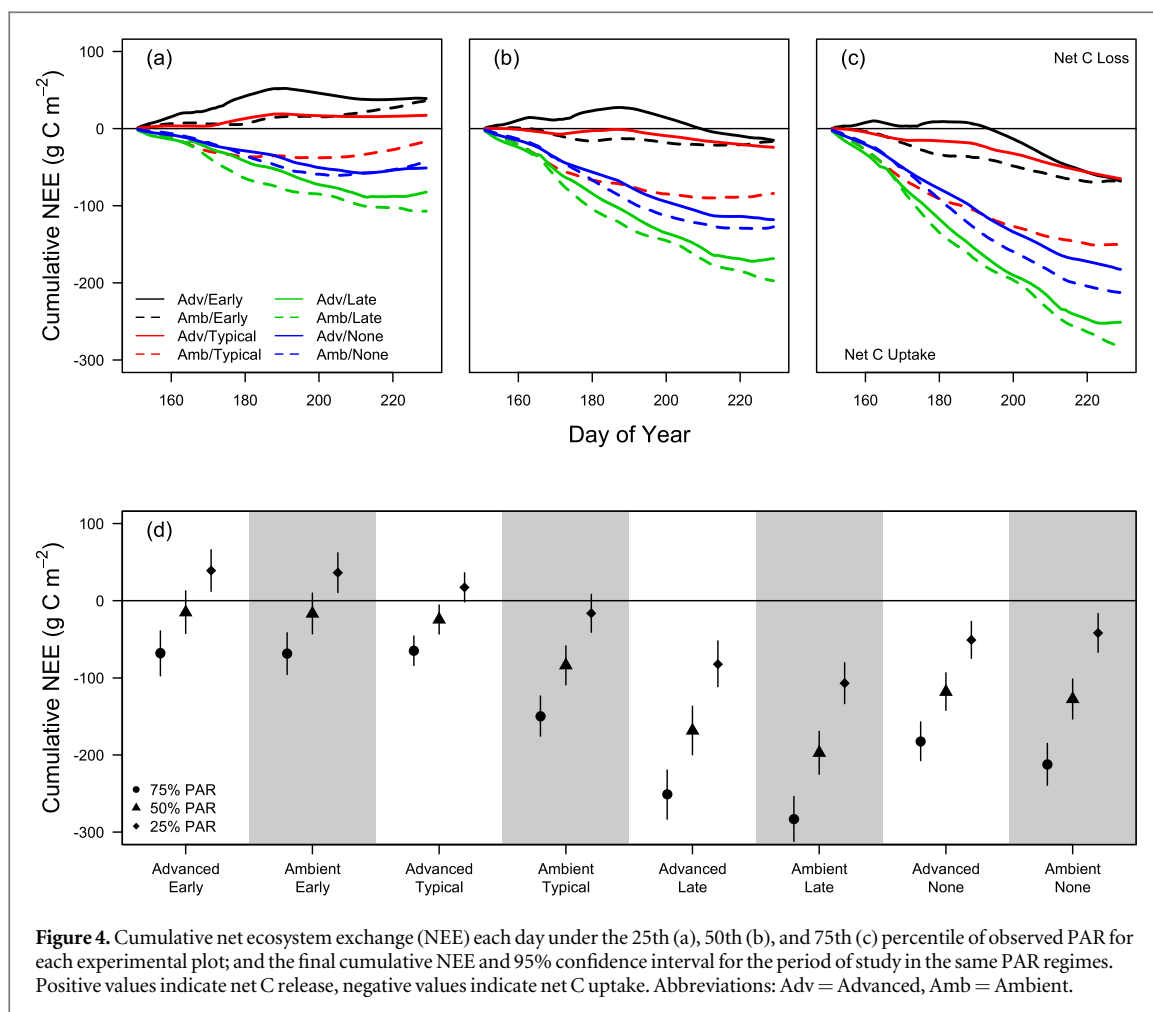 (a)
(b)
(c)
Net C Loss
Net C Uptake
Cumulative NEE (g C m−2)
100
0
-100
-200
-300
Adv/Early
Amb/Early
Adv/Typical
Amb/Typical
Adv/Late
Amb/Late
Adv/None
Amb/None
160 180 200 220
160 180 200 220
160 180 200 220
Day of Year
(d)
Cumulative NEE (g C m−2)
100
0
-100
-200
-300
75% PAR
50% PAR
25% PAR
Advanced Ambient Advanced Ambient Advanced Ambient Advanced Ambient
Early Early Typical Typical Late Late None None
Figure 4. Cumulative net ecosystem exchange (NEE) each day under the 25th (a), 50th (b), and 75th (c) percentile of observed PAR for
each experimental plot; and the final cumulative NEE and 95% confidence interval for the period of study in the same PAR regimes.
Positive values indicate net C release, negative values indicate net C uptake. Abbreviations: Adv = Advanced, Amb = Ambient.